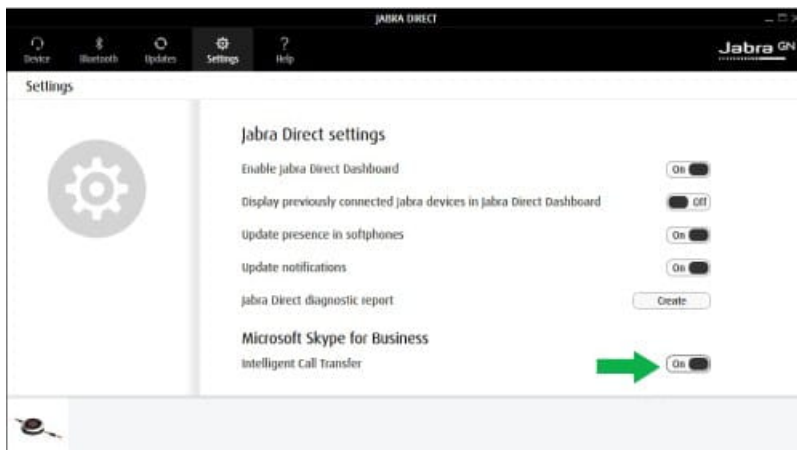 JABRA DIRECT
Device Bluetooth Updates Settings Help
Jabra GN
Settings
Jabra Direct settings
Enable Jabra Direct Dashboard On
Display previously connected Jabra devices in Jabra Direct Dashboard Off
Update presence in softphones On
Update notifications On
Jabra Direct diagnostic report Create
Microsoft Skype for Business
Intelligent Call Transfer On